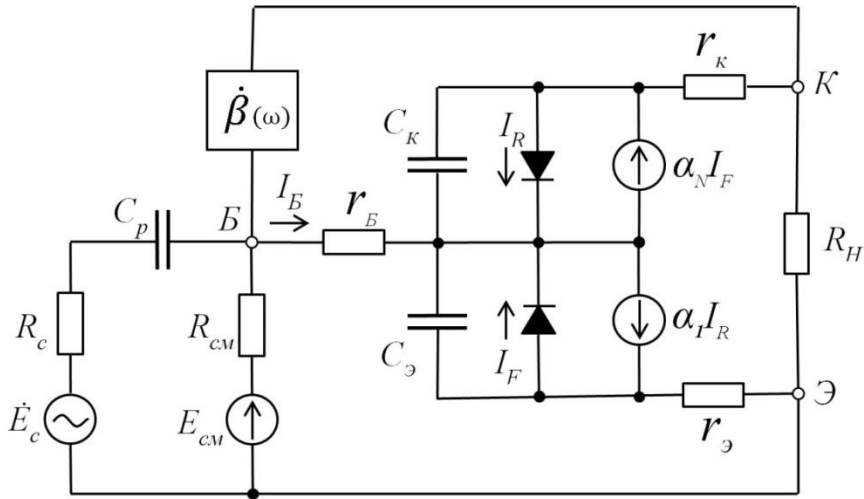 r_к
К
β̇(ω)
C_к
I_R
α_N I_F
I_Б
r_Б
C_р
Б
R_Н
R_с
R_см
C_э
I_F
α_I I_R
Э
Ė_с
E_см
r_э